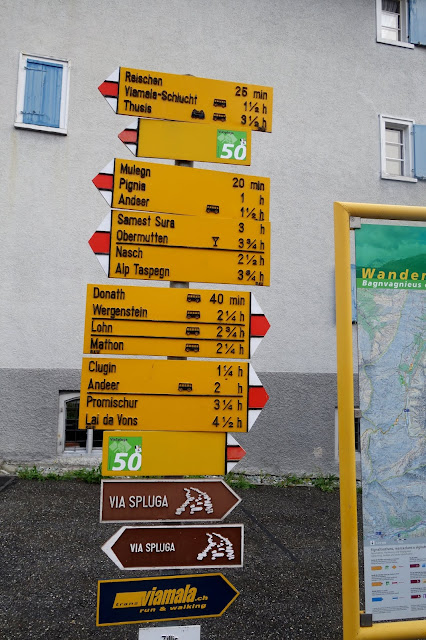 Reischen 25 min
Viamala-Schlucht 1½ h
Thusis 3½ h
50
Mulegn 20 min
Pignia 1 h
Andeer 1½ h
Samest Sura 3 h
Obermutten 3¾ h
Nasch 2½ h
Alp Taspegn 3¾ h
Donath 40 min
Wergenstein 2¼ h
Lohn 2¾ h
Mathon 2¼ h
Clugin 1¼ h
Andeer 2 h
Promischur 3¼ h
Lai da Vons 4½ h
50
VIA SPLUGA
VIA SPLUGA
transviamala.ch
run & walking
Zillis
Wander
Bagnvagnieus